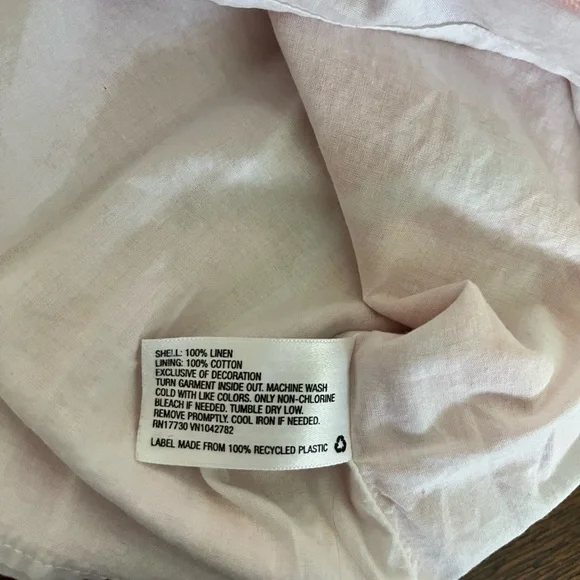 SHELL: 100% LINEN
LINING: 100% COTTON
EXCLUSIVE OF DECORATION
TURN GARMENT INSIDE OUT. MACHINE WASH
COLD WITH LIKE COLORS. ONLY NON-CHLORINE
BLEACH IF NEEDED. TUMBLE DRY LOW.
REMOVE PROMPTLY. COOL IRON IF NEEDED.
RN17730 VN1042782
LABEL MADE FROM 100% RECYCLED PLASTIC